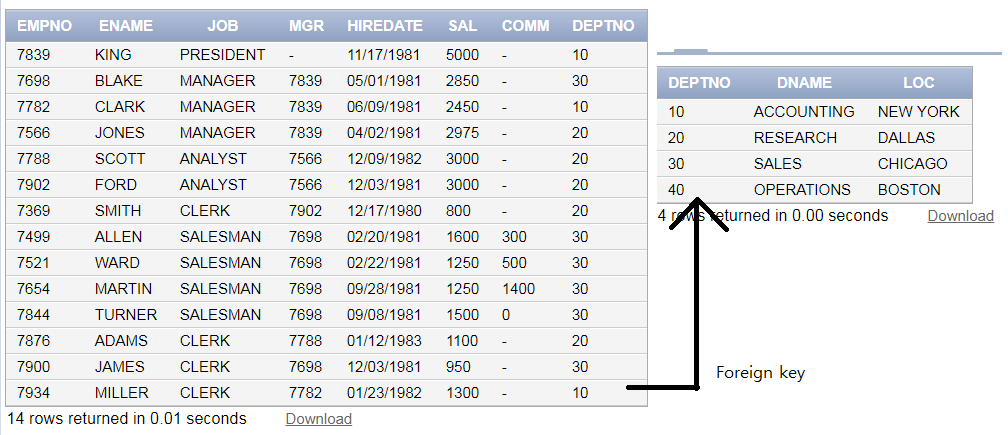 EMPNO ENAME JOB MGR HIREDATE SAL COMM DEPTNO
7839 KING PRESIDENT - 11/17/1981 5000 - 10
7698 BLAKE MANAGER 7839 05/01/1981 2850 - 30
7782 CLARK MANAGER 7839 06/09/1981 2450 - 10
7566 JONES MANAGER 7839 04/02/1981 2975 - 20
7788 SCOTT ANALYST 7566 12/09/1982 3000 - 20
7902 FORD ANALYST 7566 12/03/1981 3000 - 20
7369 SMITH CLERK 7902 12/17/1980 800 - 20
7499 ALLEN SALESMAN 7698 02/20/1981 1600 300 30
7521 WARD SALESMAN 7698 02/22/1981 1250 500 30
7654 MARTIN SALESMAN 7698 09/28/1981 1250 1400 30
7844 TURNER SALESMAN 7698 09/08/1981 1500 0 30
7876 ADAMS CLERK 7788 01/12/1983 1100 - 20
7900 JAMES CLERK 7698 12/03/1981 950 - 30
7934 MILLER CLERK 7782 01/23/1982 1300 - 10
14 rows returned in 0.01 seconds Download
DEPTNO DNAME LOC
10 ACCOUNTING NEW YORK
20 RESEARCH DALLAS
30 SALES CHICAGO
40 OPERATIONS BOSTON
4 rows returned in 0.00 seconds Download
Foreign key